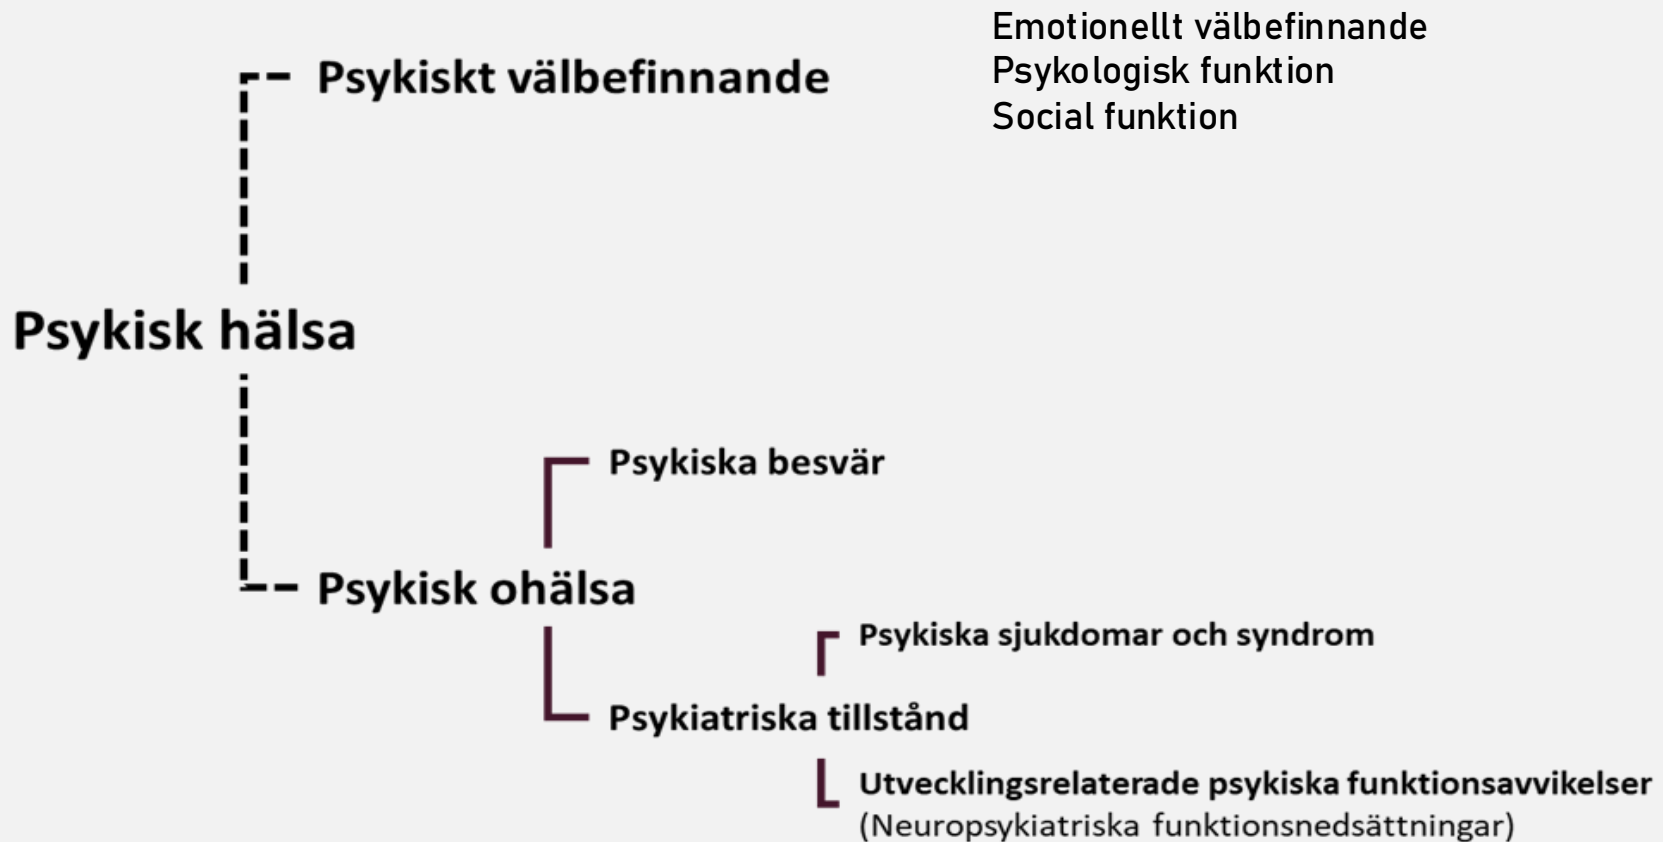 Emotionellt välbefinnande
Psykiskt välbefinnande
Psykologisk funktion
Social funktion
Psykisk hälsa
Psykiska besvär
Psykisk ohälsa
Psykiska sjukdomar och syndrom
Psykiatriska tillstånd
Utvecklingsrelaterade psykiska funktionsavvikelser
(Neuropsykiatriska funktionsnedsättningar)